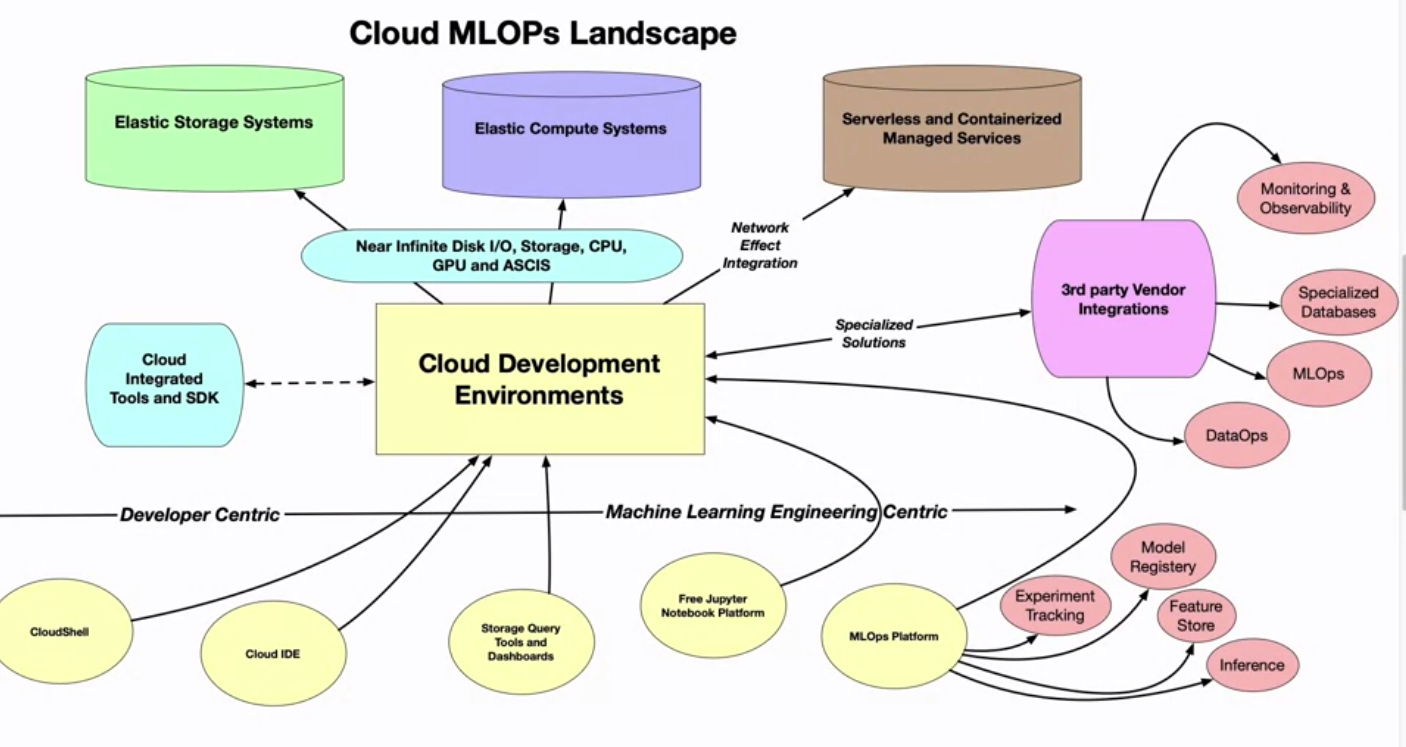 Cloud MLOPs Landscape
Elastic Storage Systems
Elastic Compute Systems
Serverless and Containerized
Managed Services
Monitoring &
Observability
Network
Effect
Integration
Near Infinite Disk I/O, Storage, CPU,
GPU and ASCIS
3rd party Vendor
Integrations
Specialized
Databases
Specialized
Solutions
Cloud
Integrated
Tools and SDK
Cloud Development
Environments
MLOps
DataOps
Developer Centric
Machine Learning Engineering Centric
Model
Registery
Experiment
Tracking
Feature
Store
Inference
CloudShell
Cloud IDE
Storage Query
Tools and
Dashboards
Free Jupyter
Notebook Platform
MLOps Platform